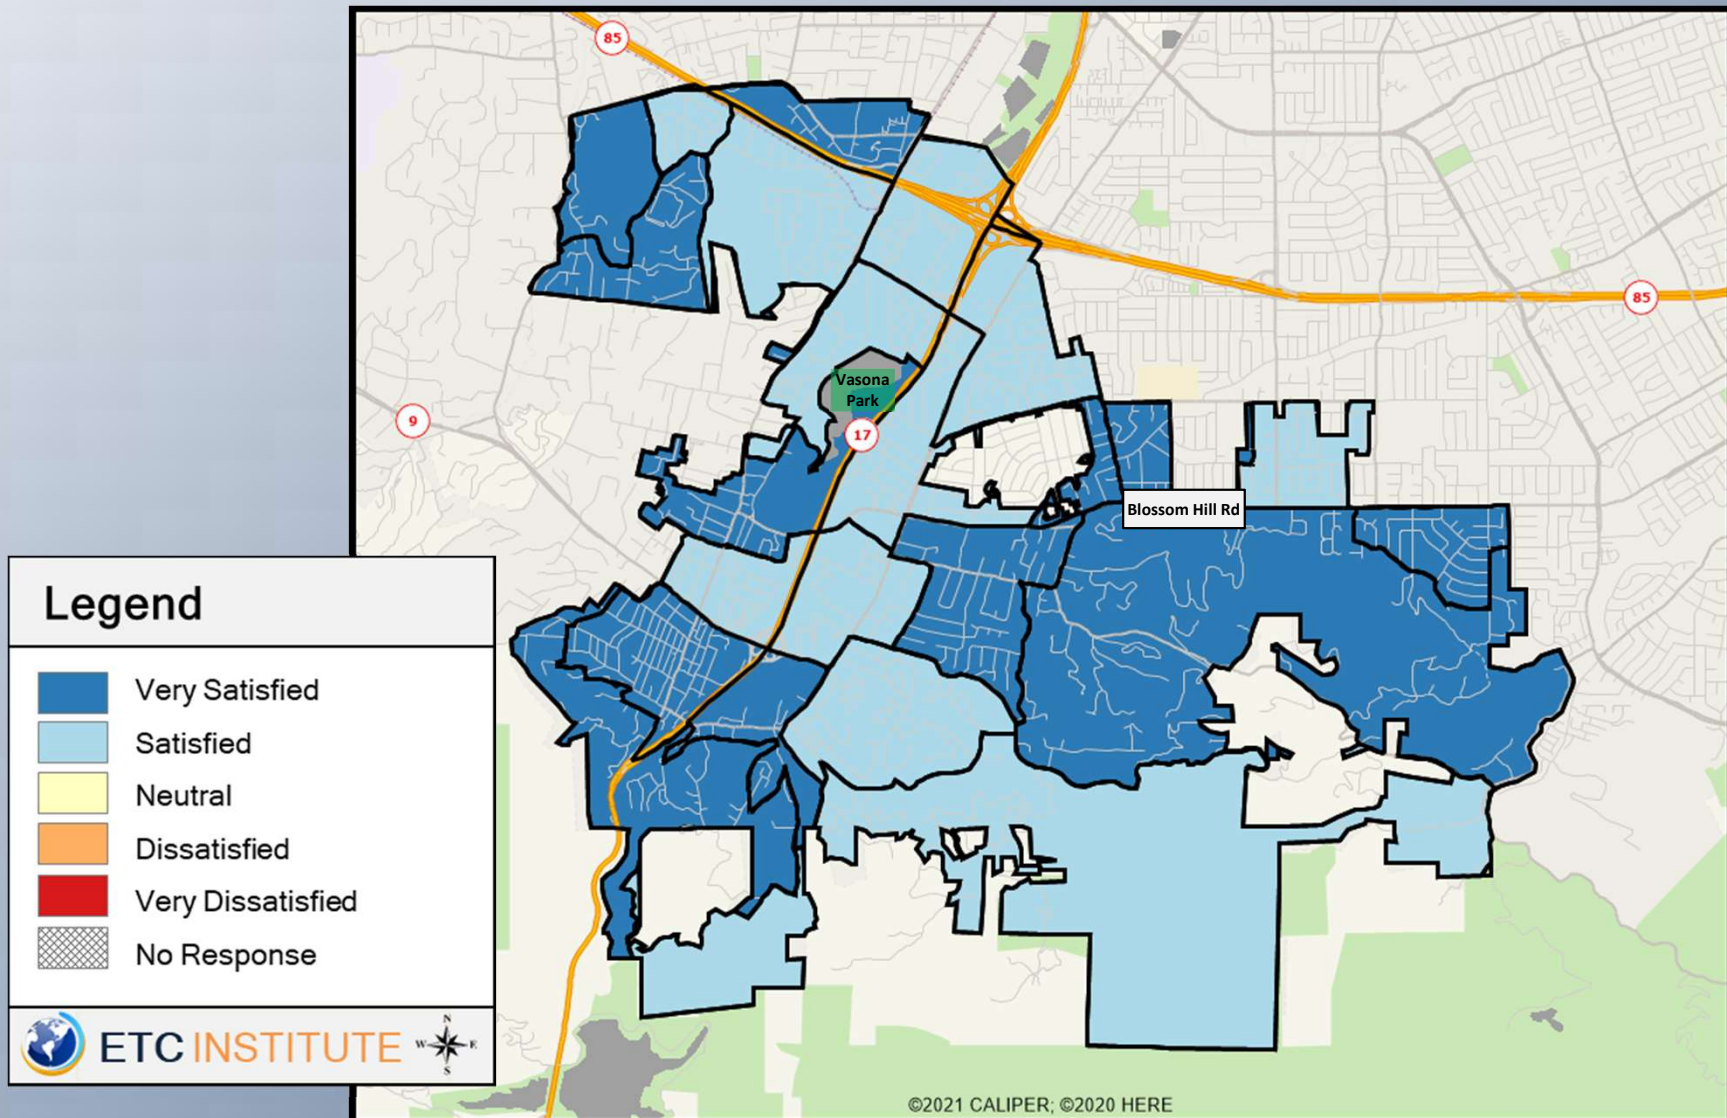 85
85
9
Vasona
Park
17
Blossom Hill Rd
Legend
Very Satisfied
Satisfied
Neutral
Dissatisfied
Very Dissatisfied
No Response
ETC INSTITUTE
N
W E
S
©2021 CALIPER; ©2020 HERE